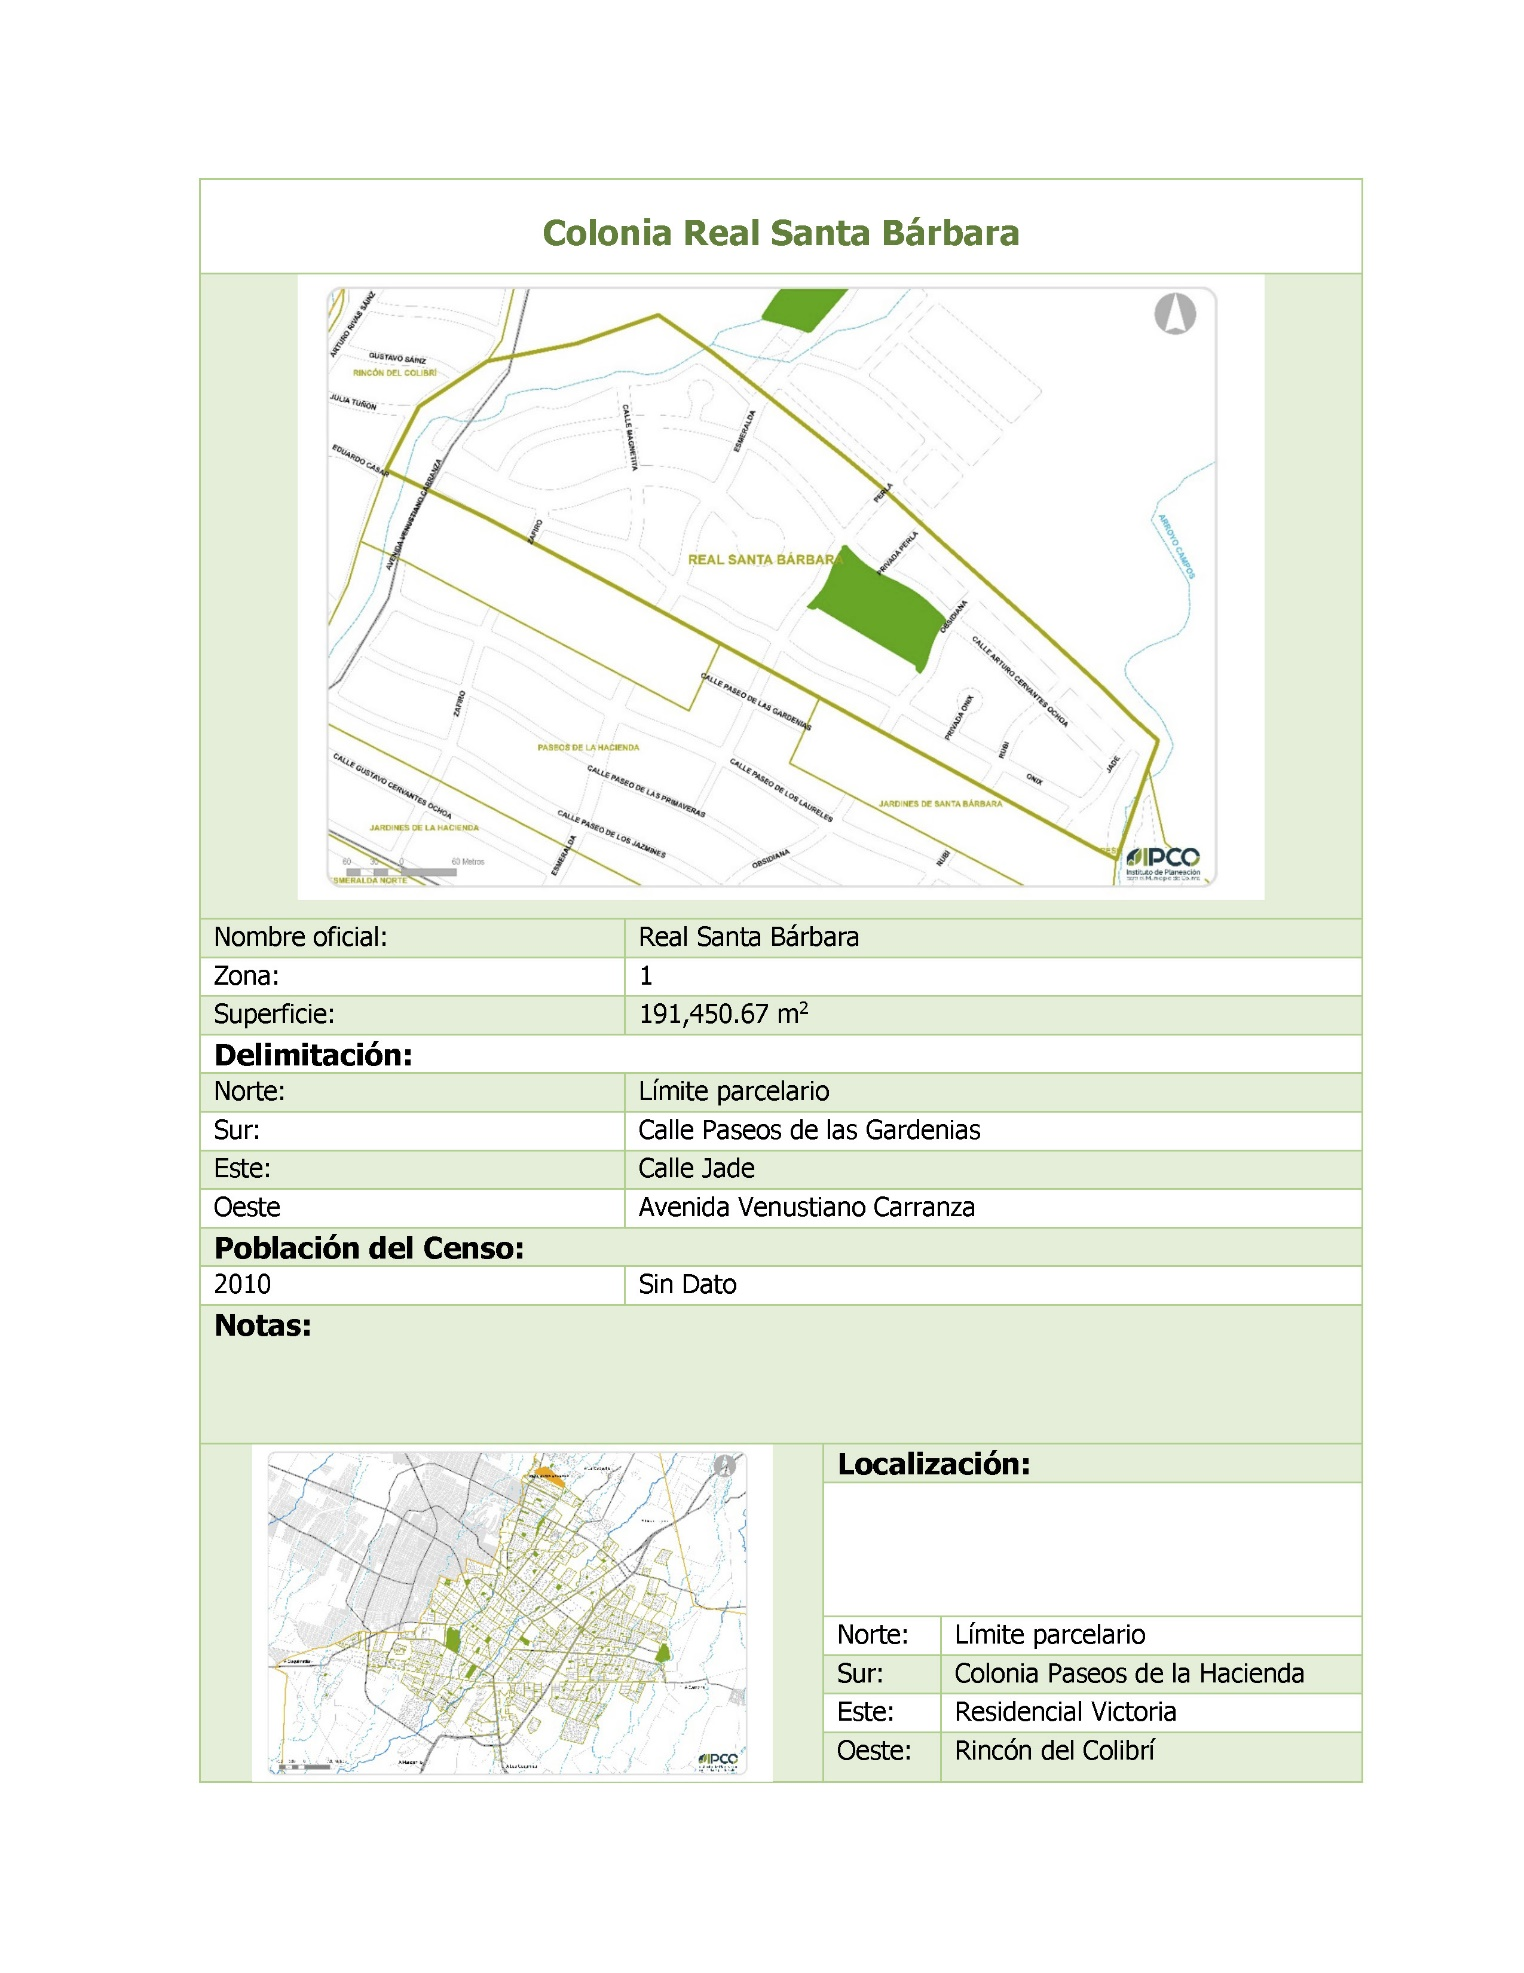 Colonia Real Santa Bárbara
ARTURO RIVAS SÁINZ
GUSTAVO SÁINZ
RINCÓN DEL COLIBRÍ
JULIA TUÑON
EDUARDO CASAR
AVENIDA VENUSTIANO CARRANZA
CALLE MAGNETITA
ESMERALDA
ZAFIRO
PERLA
PRIVADA PERLA
REAL SANTA BÁRBARA
OBSIDIANA
ARROYO CAMPOS
CALLE ARTURO CERVANTES OCHOA
PRIVADA ONIX
RUBI
ONIX
JADE
CALLE PASEO DE LAS GARDENIAS
ZAFIRO
PASEOS DE LA HACIENDA
CALLE PASEO DE LAS PRIMAVERAS
CALLE PASEO DE LOS LAURELES
JARDINES DE SANTA BÁRBARA
CALLE GUSTAVO CERVANTES OCHOA
JARDINES DE LA HACIENDA
CALLE PASEO DE LOS JAZMINES
ESMERALDA
OBSIDIANA
RUBI
60 30 0 60 Metros
ESMERALDA NORTE
IPCO
Instituto de Planeación
Nombre oficial: Real Santa Bárbara
Zona: 1
Superficie: 191,450.67 m²
Delimitación:
Norte: Límite parcelario
Sur: Calle Paseos de las Gardenias
Este: Calle Jade
Oeste Avenida Venustiano Carranza
Población del Censo:
2010 Sin Dato
Notas:
IPCO
Localización:
Norte: Límite parcelario
Sur: Colonia Paseos de la Hacienda
Este: Residencial Victoria
Oeste: Rincón del Colibrí